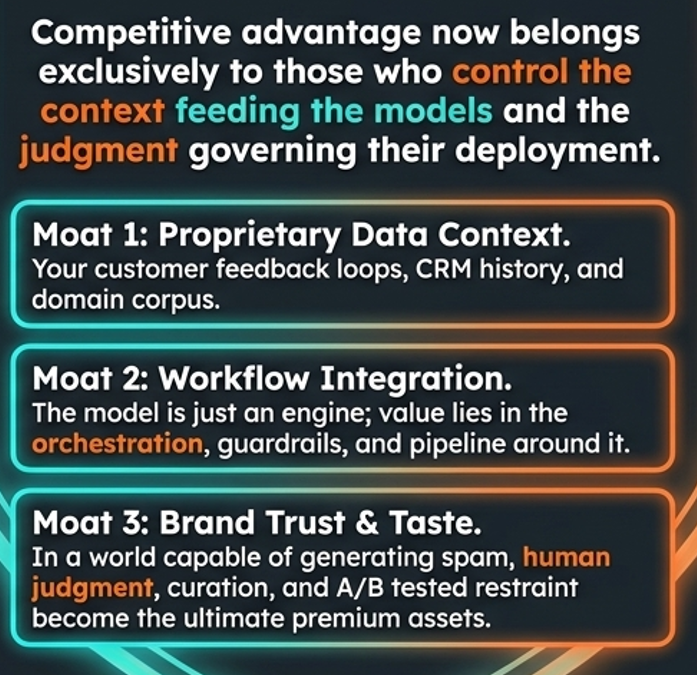 Competitive advantage now belongs
exclusively to those who control the
context feeding the models and the
judgment governing their deployment.
Moat 1: Proprietary Data Context.
Your customer feedback loops, CRM history, and
domain corpus.
Moat 2: Workflow Integration.
The model is just an engine; value lies in the
orchestration, guardrails, and pipeline around it.
Moat 3: Brand Trust & Taste.
In a world capable of generating spam, human
judgment, curation, and A/B tested restraint
become the ultimate premium assets.